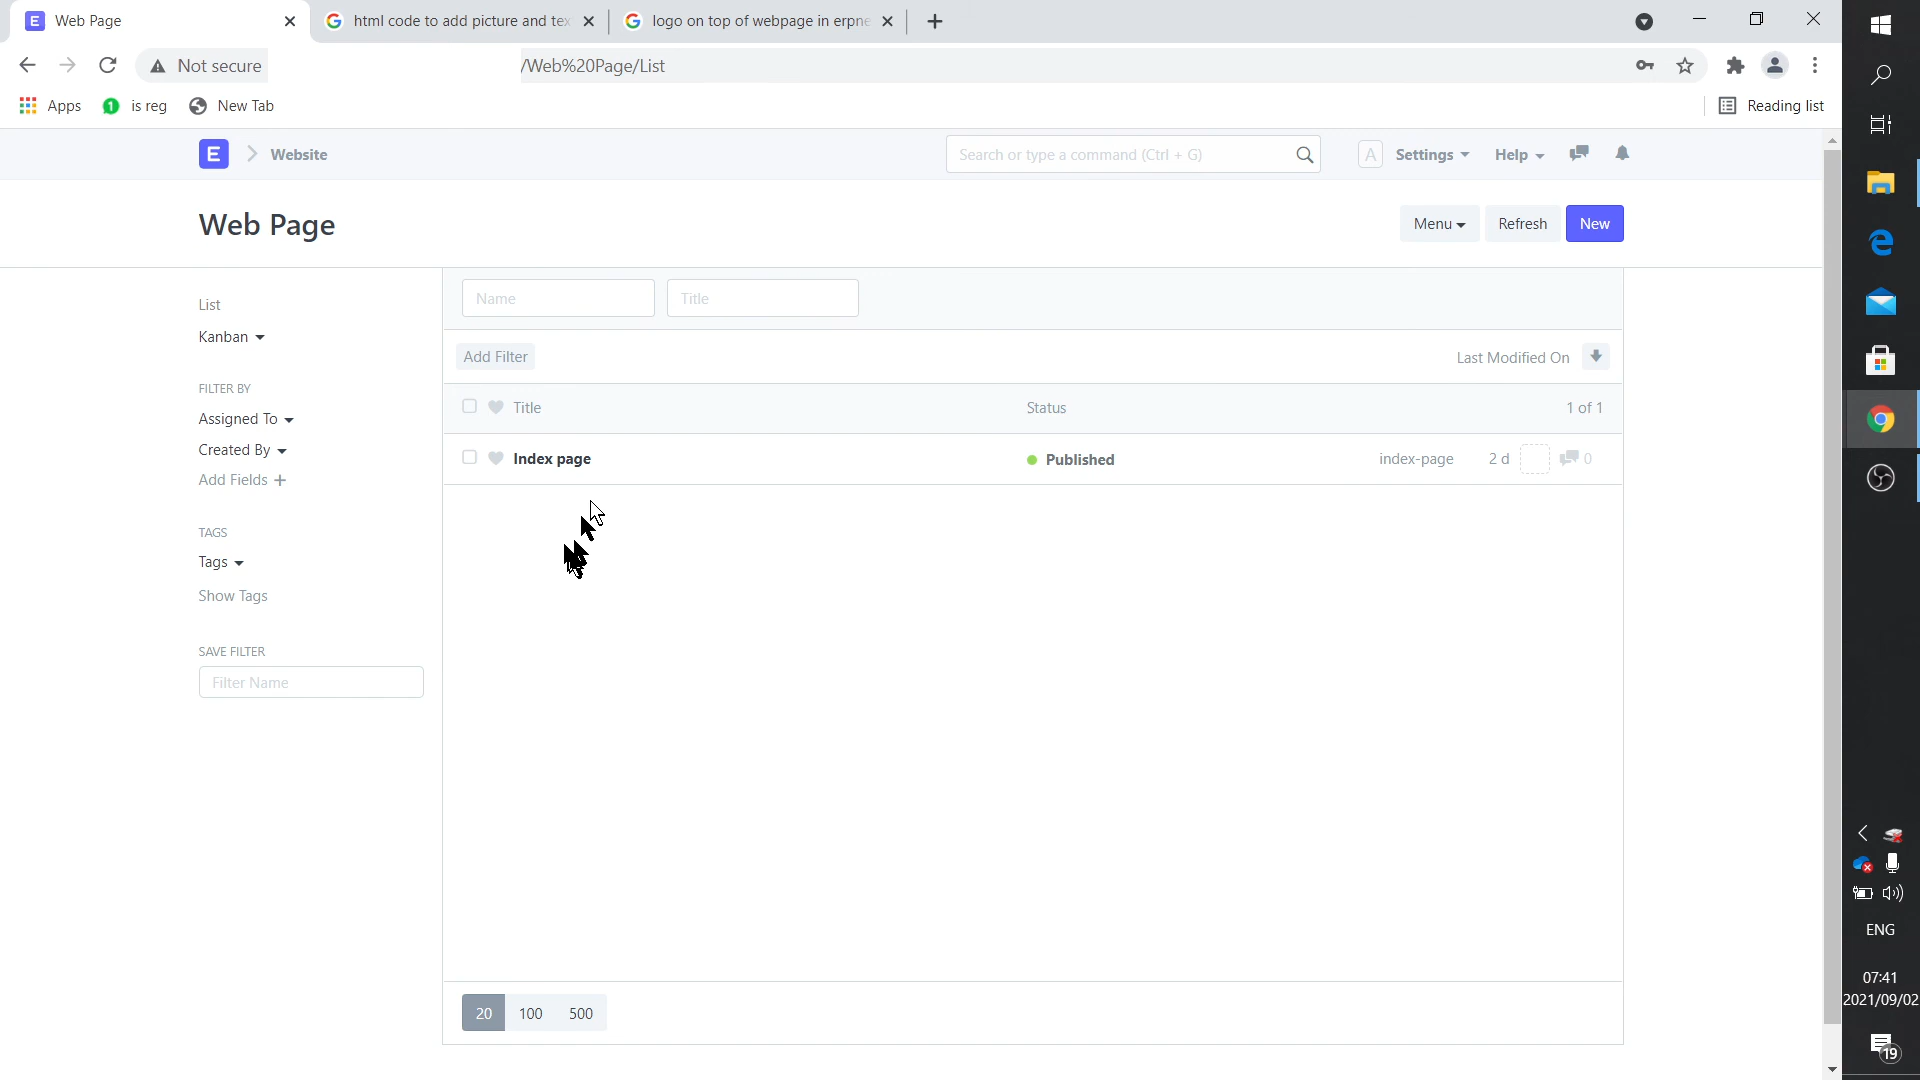 E Web Page
html code to add picture and tex
logo on top of webpage in erpne
Not secure
/Web%20Page/List
Apps
1 is reg
New Tab
Reading list
E Website
Search or type a command (Ctrl + G)
A Settings
Help
Web Page
Menu
Refresh
New
List
Kanban
FILTER BY
Assigned To
Created By
Add Fields +
TAGS
Tags
Show Tags
SAVE FILTER
Filter Name
Name
Title
Add Filter
Last Modified On
Title
Status
1 of 1
Index page
Published
index-page
2 d
0
20
100
500
ENG
07:41
2021/09/02
19